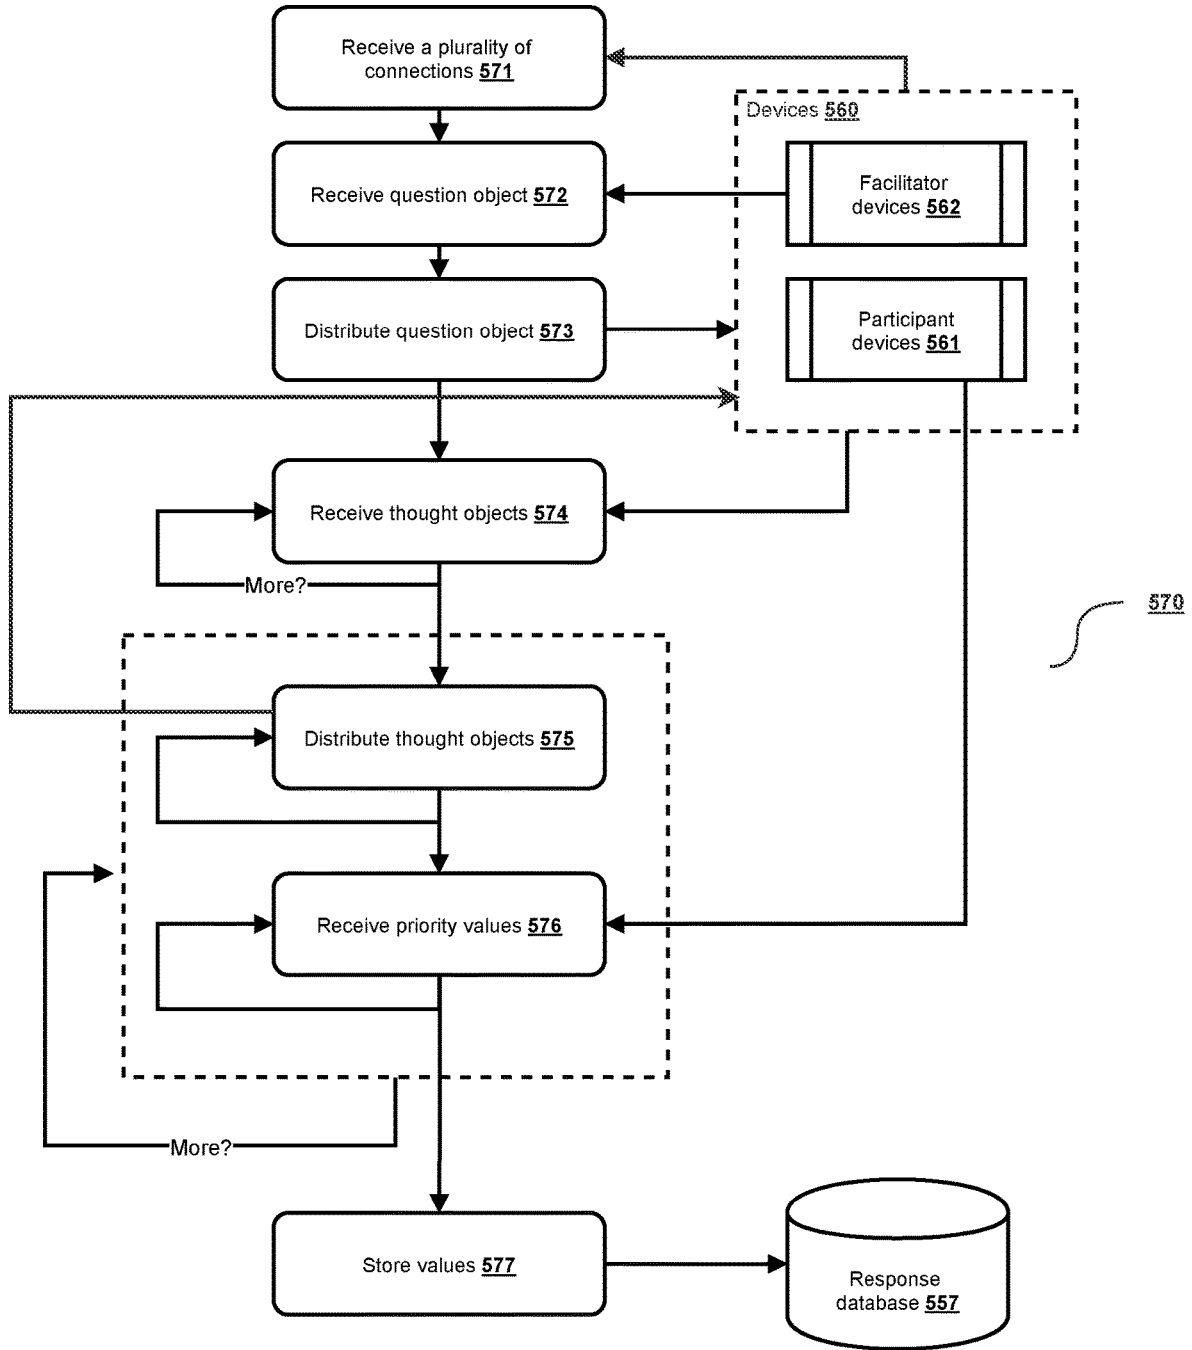 Receive a plurality of
connections 571
Devices 560
Receive question object 572
Facilitator
devices 562
Distribute question object 573
Participant
devices 561
Receive thought objects 574
More?
570
Distribute thought objects 575
Receive priority values 576
More?
Store values 577
Response
database 557